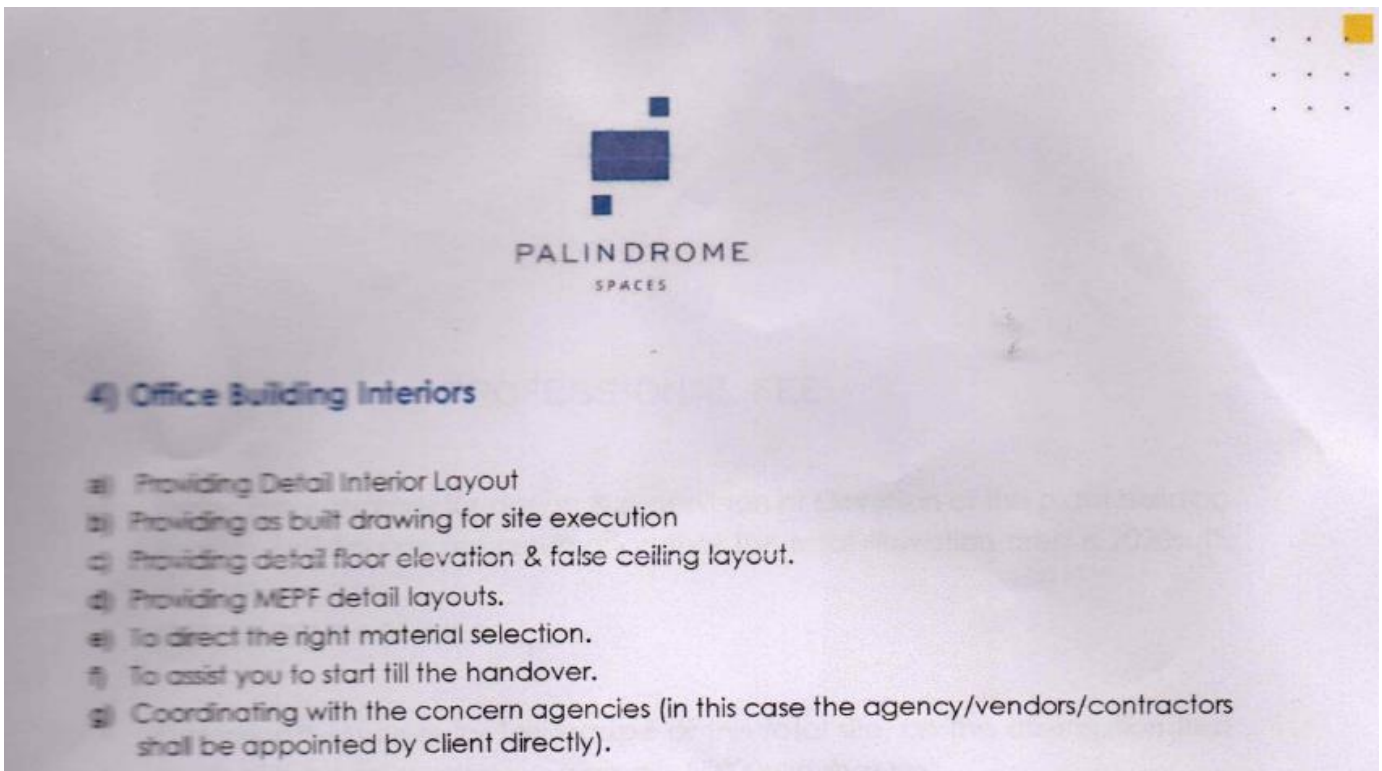 PALINDROME
SPACES
4) Office Building Interiors
a) Providing Detail Interior Layout
b) Providing as built drawing for site execution
c) Providing detail floor elevation & false ceiling layout.
d) Providing MEPF detail layouts.
e) To direct the right material selection.
f) To assist you to start till the handover.
g) Coordinating with the concern agencies (in this case the agency/vendors/contractors
shall be appointed by client directly).